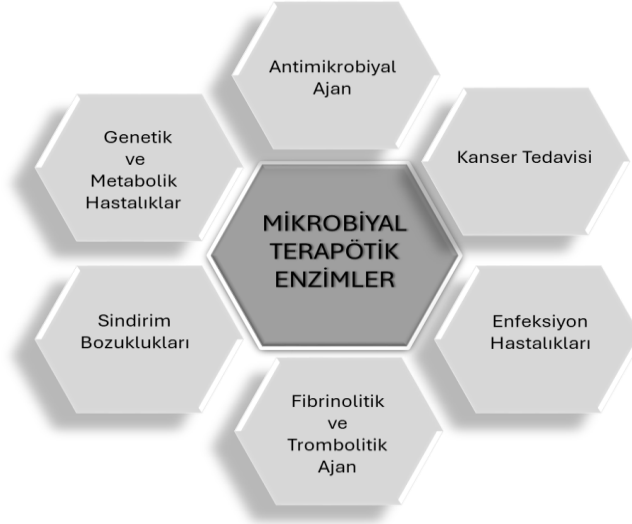 Antimikrobiyal
Ajan
Genetik
ve
Metabolik
Hastalıklar
Kanser Tedavisi
MİKROBİYAL
TERAPÖTİK
ENZİMLER
Sindirim
Bozuklukları
Enfeksiyon
Hastalıkları
Fibrinolitik
ve
Trombolitik
Ajan